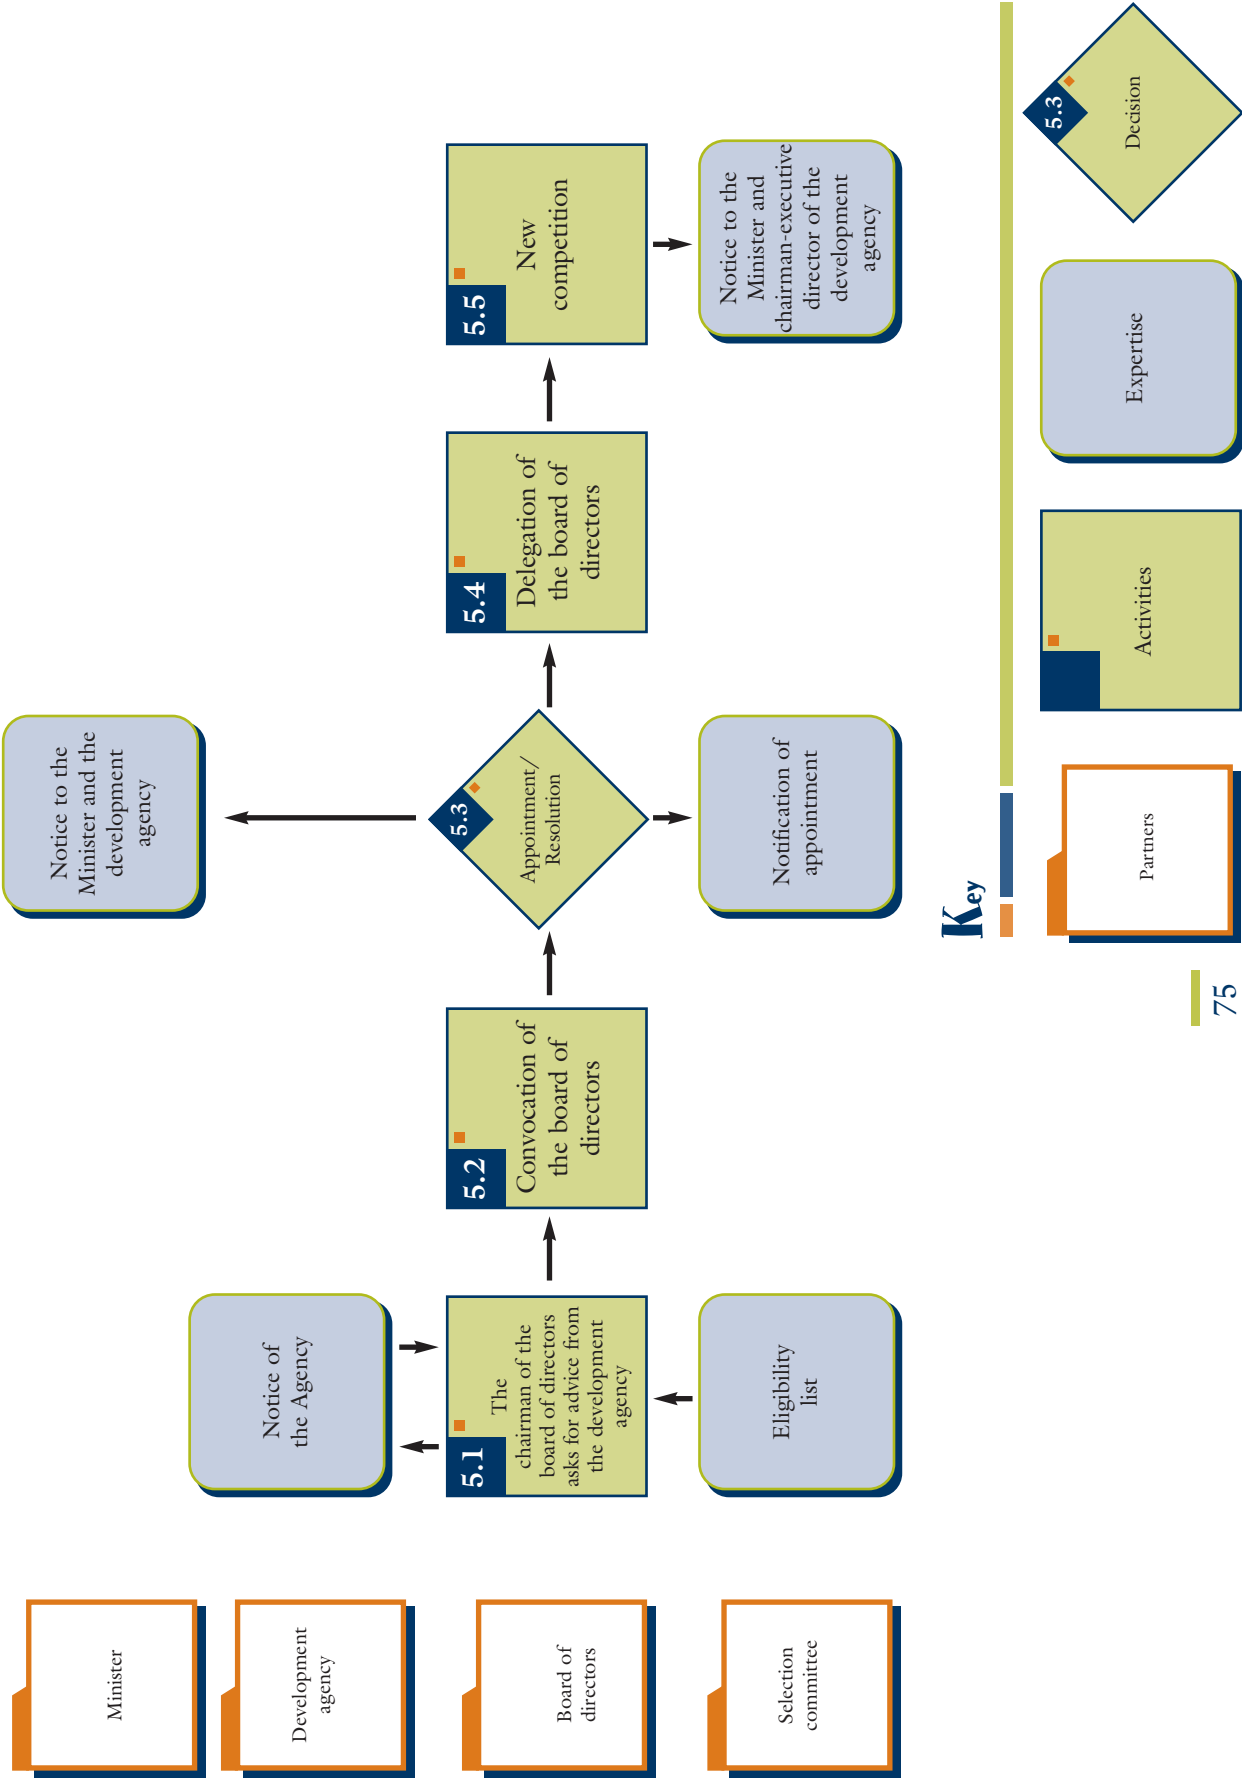 Minister
Notice to the
Minister and the
development
agency
Development
agency
Notice of
the Agency
Board of
directors
5.1
The
chairman of the
board of directors
asks for advice from
the development
agency
5.2
Convocation of
the board of
directors
5.3
Appointment/
Resolution
5.4
Delegation of
the board of
directors
5.5
New
competition
Selection
committee
Eligibility
list
Notification of
appointment
Notice to the
Minister and
chairman-executive
director of the
development
agency
Key
Partners
Activities
Expertise
5.3
Decision
75